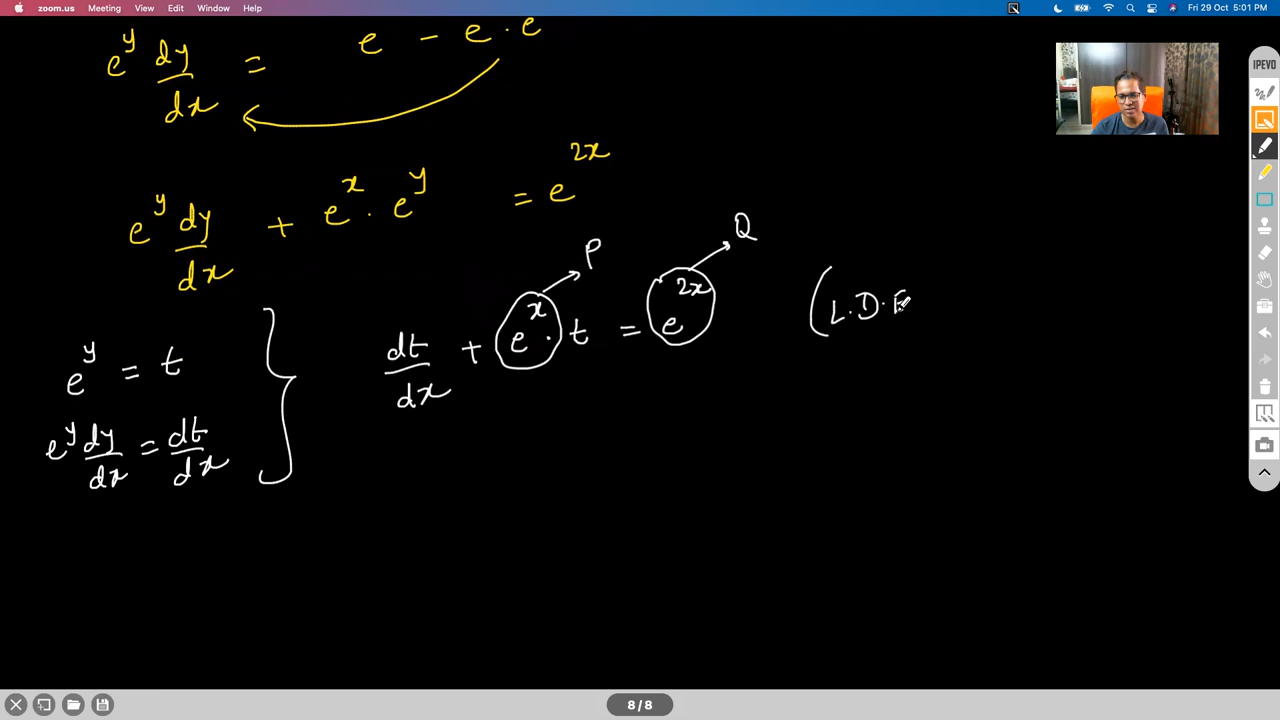 zoom.us Meeting View Edit Window Help Fri 29 Oct 5:01 PM
IPEVO
e^y dy/dx = e - e · e
e^y dy/dx + e^x · e^y = e^2x
P
Q
dt/dx + e^x · t = e^2x
(L.D.E
e^y = t
e^y dy/dx = dt/dx
8/8